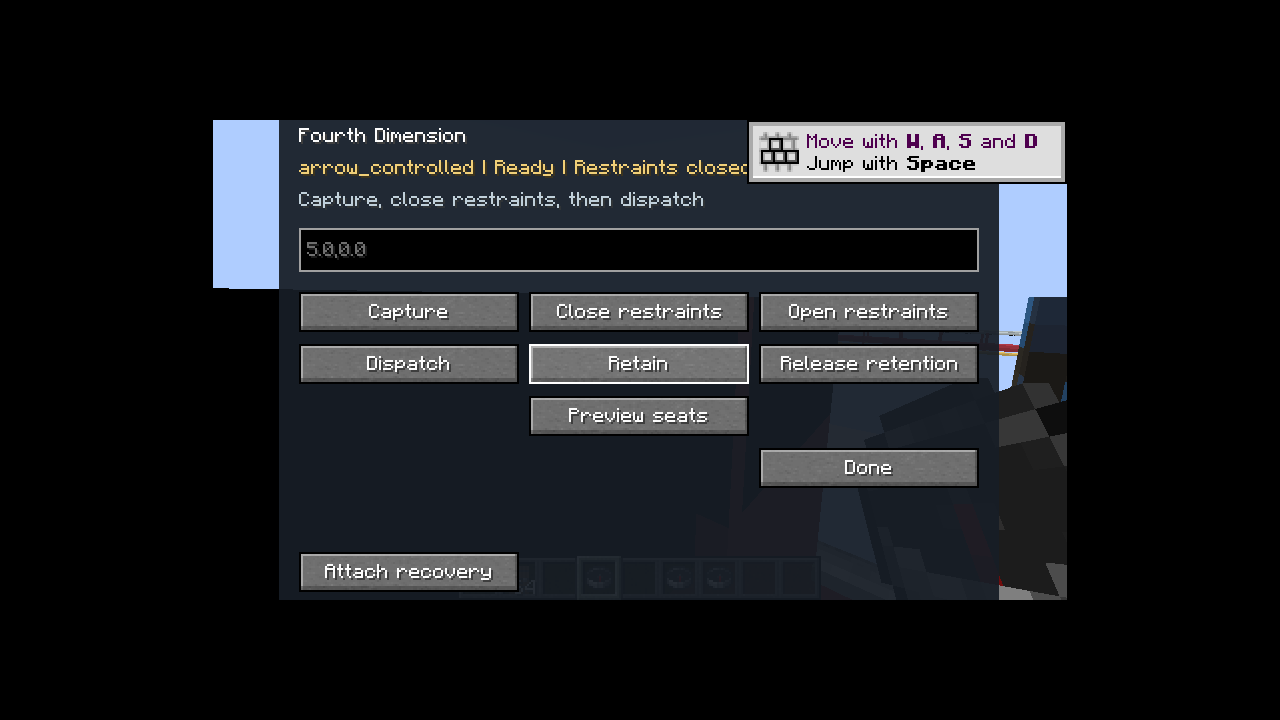 Fourth Dimension
arrow_controlled | Ready | Restraints closed
Move with W, A, S and D
Jump with Space
Capture, close restraints, then dispatch
5.0,0.0
Capture
Close restraints
Open restraints
Dispatch
Retain
Release retention
Preview seats
Done
Attach recovery
64